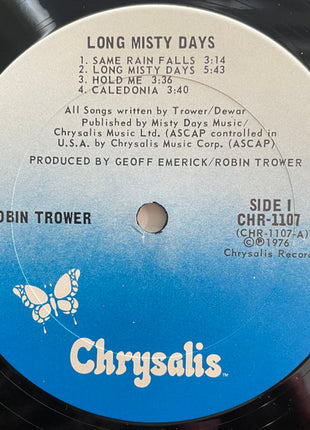 LONG MISTY DAYS
1. SAME RAIN FALLS 3:14
2. LONG MISTY DAYS 5:43
3. HOLD ME 3:36
4. CALEDONIA 3:40
All Songs written by Trower/Dewar
Published by Misty Days Music/
Chrysalis Music Ltd. (ASCAP controlled in
U.S.A. by Chrysalis Music Corp. (ASCAP)
PRODUCED BY GEOFF EMERICK/ROBIN TROWER
OBIN TROWER
SIDE I
CHR-1107
(CHR-1107-A)
©℗1976
Chrysalis Recor
Chrysalis™